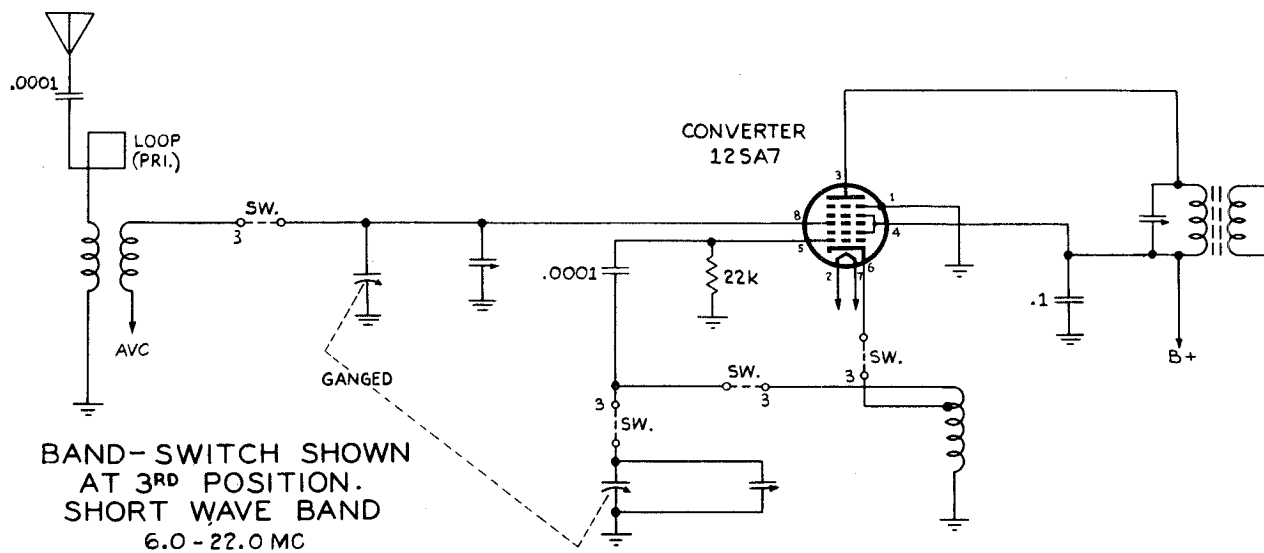 .0001
LOOP
(PRI.)
CONVERTER
12SA7
3
1
8
4
5
6
2
7
SW.
3
.0001
22K
.1
AVC
B+
GANGED
SW.
3
SW.
3
3
SW.
BAND-SWITCH SHOWN
AT 3RD POSITION.
SHORT WAVE BAND
6.0-22.0 MC